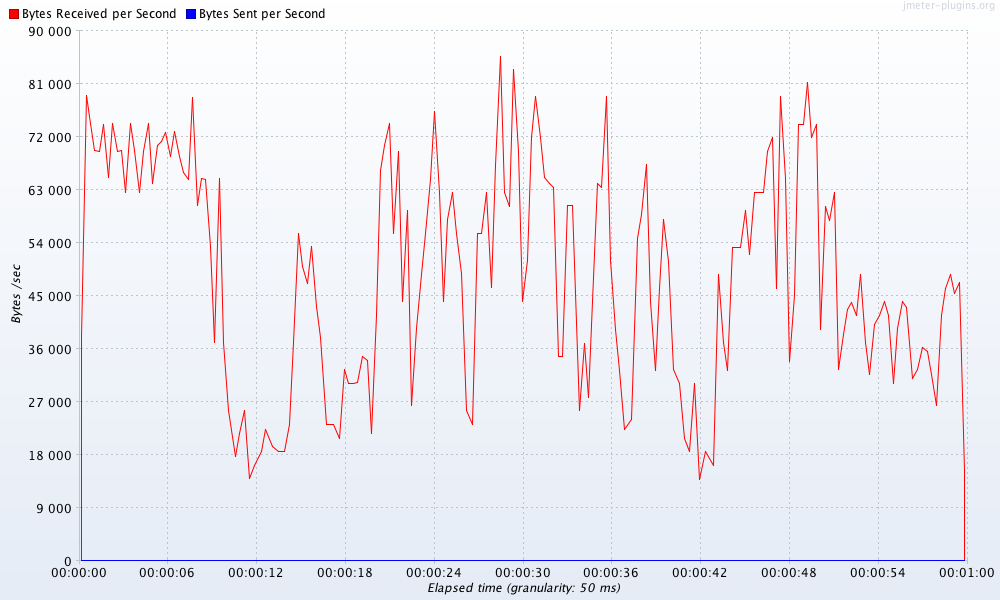 Bytes Received per Second Bytes Sent per Second
jmeter-plugins.org
90 000
81 000
72 000
63 000
54 000
45 000
36 000
27 000
18 000
9 000
0
Bytes /sec
00:00:00 00:00:06 00:00:12 00:00:18 00:00:24 00:00:30 00:00:36 00:00:42 00:00:48 00:00:54 00:01:00
Elapsed time (granularity: 50 ms)